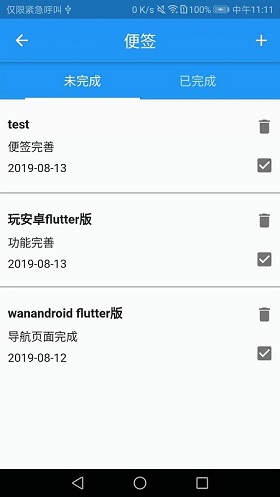 仅限紧急呼叫 0 K/s 100% 中午11:11
便签
未完成 已完成
test
便签完善
2019-08-13
玩安卓flutter版
功能完善
2019-08-13
wanandroid flutter版
导航页面完成
2019-08-12